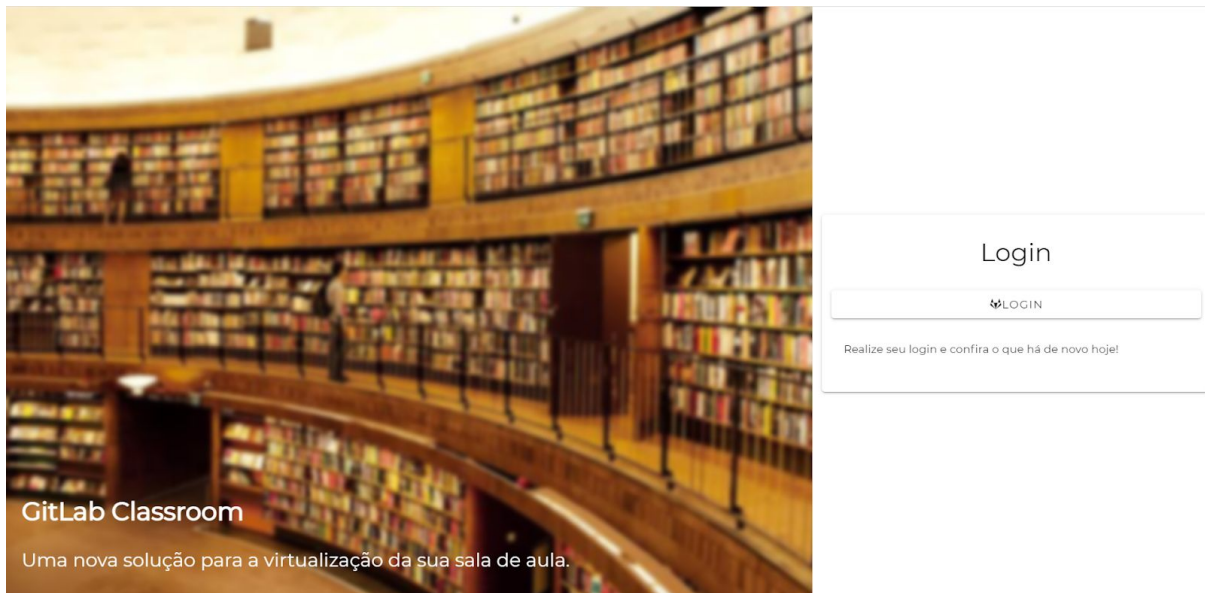 GitLab Classroom
Uma nova solução para a virtualização da sua sala de aula.
Login
LOGIN
Realize seu login e confira o que há de novo hoje!